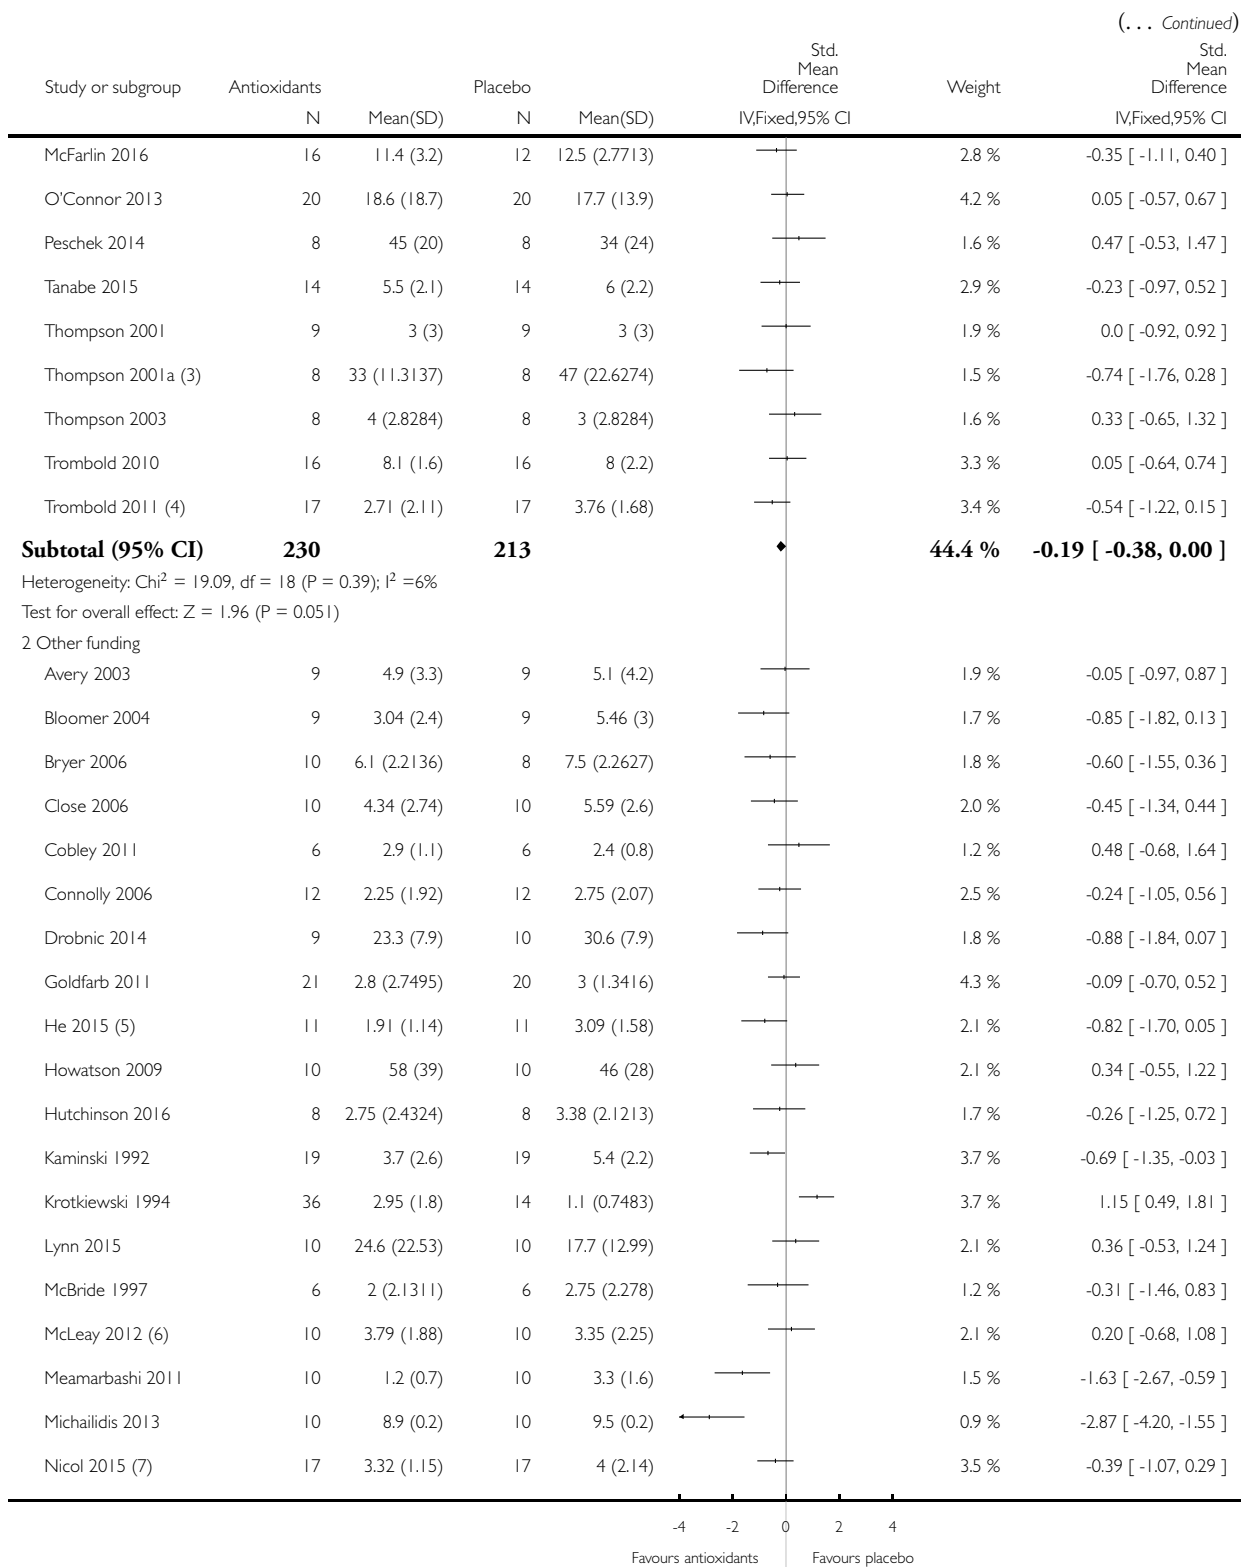 (... Continued)
Study or subgroup Antioxidants Placebo Std. Mean Difference Weight Std. Mean Difference
N Mean(SD) N Mean(SD) IV,Fixed,95% CI IV,Fixed,95% CI
McFarlin 2016 16 11.4 (3.2) 12 12.5 (2.7713) 2.8 % -0.35 [ -1.11, 0.40 ]
O'Connor 2013 20 18.6 (18.7) 20 17.7 (13.9) 4.2 % 0.05 [ -0.57, 0.67 ]
Peschek 2014 8 45 (20) 8 34 (24) 1.6 % 0.47 [ -0.53, 1.47 ]
Tanabe 2015 14 5.5 (2.1) 14 6 (2.2) 2.9 % -0.23 [ -0.97, 0.52 ]
Thompson 2001 9 3 (3) 9 3 (3) 1.9 % 0.0 [ -0.92, 0.92 ]
Thompson 2001a (3) 8 33 (11.3137) 8 47 (22.6274) 1.5 % -0.74 [ -1.76, 0.28 ]
Thompson 2003 8 4 (2.8284) 8 3 (2.8284) 1.6 % 0.33 [ -0.65, 1.32 ]
Trombold 2010 16 8.1 (1.6) 16 8 (2.2) 3.3 % 0.05 [ -0.64, 0.74 ]
Trombold 2011 (4) 17 2.71 (2.11) 17 3.76 (1.68) 3.4 % -0.54 [ -1.22, 0.15 ]
Subtotal (95% CI) 230 213 44.4 % -0.19 [ -0.38, 0.00 ]
Heterogeneity: Chi² = 19.09, df = 18 (P = 0.39); I² =6%
Test for overall effect: Z = 1.96 (P = 0.051)
2 Other funding
Avery 2003 9 4.9 (3.3) 9 5.1 (4.2) 1.9 % -0.05 [ -0.97, 0.87 ]
Bloomer 2004 9 3.04 (2.4) 9 5.46 (3) 1.7 % -0.85 [ -1.82, 0.13 ]
Bryer 2006 10 6.1 (2.2136) 8 7.5 (2.2627) 1.8 % -0.60 [ -1.55, 0.36 ]
Close 2006 10 4.34 (2.74) 10 5.59 (2.6) 2.0 % -0.45 [ -1.34, 0.44 ]
Cobley 2011 6 2.9 (1.1) 6 2.4 (0.8) 1.2 % 0.48 [ -0.68, 1.64 ]
Connolly 2006 12 2.25 (1.92) 12 2.75 (2.07) 2.5 % -0.24 [ -1.05, 0.56 ]
Drobnic 2014 9 23.3 (7.9) 10 30.6 (7.9) 1.8 % -0.88 [ -1.84, 0.07 ]
Goldfarb 2011 21 2.8 (2.7495) 20 3 (1.3416) 4.3 % -0.09 [ -0.70, 0.52 ]
He 2015 (5) 11 1.91 (1.14) 11 3.09 (1.58) 2.1 % -0.82 [ -1.70, 0.05 ]
Howatson 2009 10 58 (39) 10 46 (28) 2.1 % 0.34 [ -0.55, 1.22 ]
Hutchinson 2016 8 2.75 (2.4324) 8 3.38 (2.1213) 1.7 % -0.26 [ -1.25, 0.72 ]
Kaminski 1992 19 3.7 (2.6) 19 5.4 (2.2) 3.7 % -0.69 [ -1.35, -0.03 ]
Krotkiewski 1994 36 2.95 (1.8) 14 1.1 (0.7483) 3.7 % 1.15 [ 0.49, 1.81 ]
Lynn 2015 10 24.6 (22.53) 10 17.7 (12.99) 2.1 % 0.36 [ -0.53, 1.24 ]
McBride 1997 6 2 (2.1311) 6 2.75 (2.278) 1.2 % -0.31 [ -1.46, 0.83 ]
McLeay 2012 (6) 10 3.79 (1.88) 10 3.35 (2.25) 2.1 % 0.20 [ -0.68, 1.08 ]
Meamarbashi 2011 10 1.2 (0.7) 10 3.3 (1.6) 1.5 % -1.63 [ -2.67, -0.59 ]
Michailidis 2013 10 8.9 (0.2) 10 9.5 (0.2) 0.9 % -2.87 [ -4.20, -1.55 ]
Nicol 2015 (7) 17 3.32 (1.15) 17 4 (2.14) 3.5 % -0.39 [ -1.07, 0.29 ]
-4 -2 0 2 4
Favours antioxidants Favours placebo